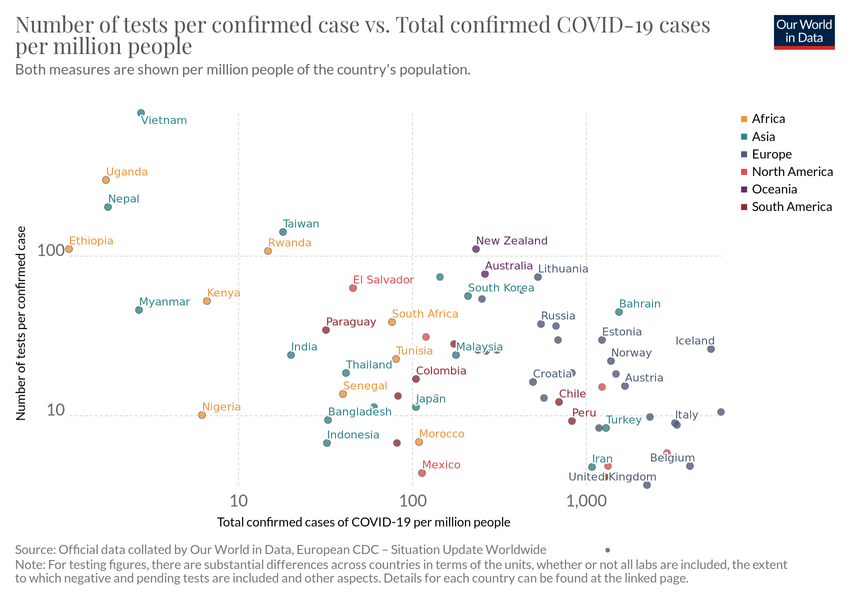 Number of tests per confirmed case vs. Total confirmed COVID-19 cases
per million people
Both measures are shown per million people of the country's population.
Our World
in Data
Vietnam
Uganda
Nepal
Taiwan
Ethiopia
Rwanda
New Zealand
100
Australia
Lithuania
El Salvador
South Korea
Kenya
Myanmar
Bahrain
South Africa
Russia
Paraguay
Estonia
Iceland
India
Tunisia
Malaysia
Norway
Thailand
Colombia
Croatia
Austria
Senegal
Japan
Chile
Nigeria
10
Bangladesh
Peru
Turkey
Italy
Indonesia
Morocco
Mexico
Iran
Belgium
United Kingdom
Africa
Asia
Europe
North America
Oceania
South America
Number of tests per confirmed case
10
100
1,000
Total confirmed cases of COVID-19 per million people
Source: Official data collated by Our World in Data, European CDC – Situation Update Worldwide
Note: For testing figures, there are substantial differences across countries in terms of the units, whether or not all labs are included, the extent
to which negative and pending tests are included and other aspects. Details for each country can be found at the linked page.